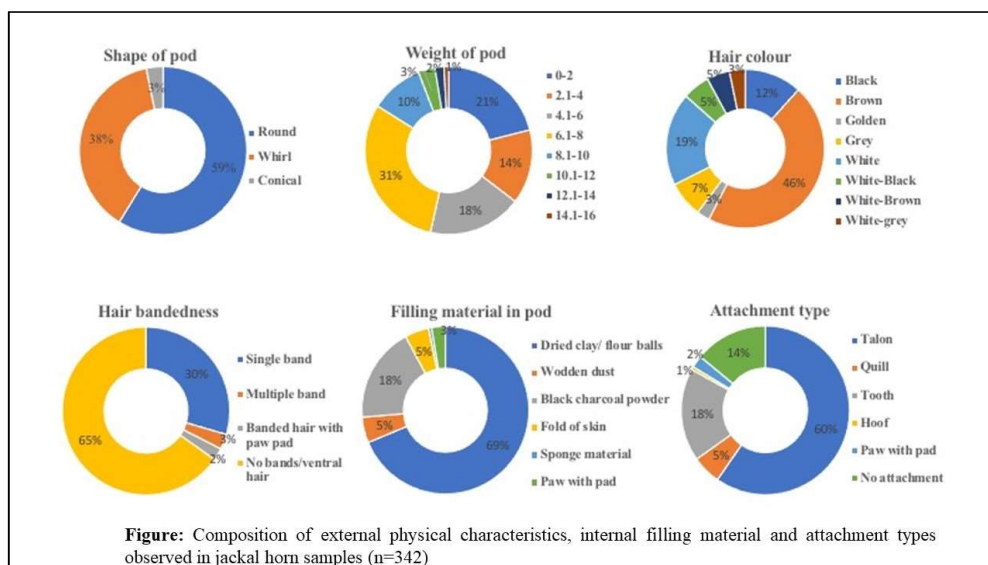 Shape of pod
3%
38%
59%
Round
Whirl
Conical
Weight of pod
3%
2%
1%
10%
21%
31%
14%
18%
0-2
2.1-4
4.1-6
6.1-8
8.1-10
10.1-12
12.1-14
14.1-16
Hair colour
5%
3%
5%
12%
19%
7%
3%
46%
Black
Brown
Golden
Grey
White
White-Black
White-Brown
White-grey
Hair bandedness
30%
65%
3%
2%
Single band
Multiple band
Banded hair with
paw pad
No bands/ventral
hair
Filling material in pod
3%
5%
18%
5%
69%
Dried clay/ flour balls
Wodden dust
Black charcoal powder
Fold of skin
Sponge material
Paw with pad
Attachment type
2%
14%
1%
18%
60%
5%
Talon
Quill
Tooth
Hoof
Paw with pad
No attachment
Figure: Composition of external physical characteristics, internal filling material and attachment types
observed in jackal horn samples (n=342)